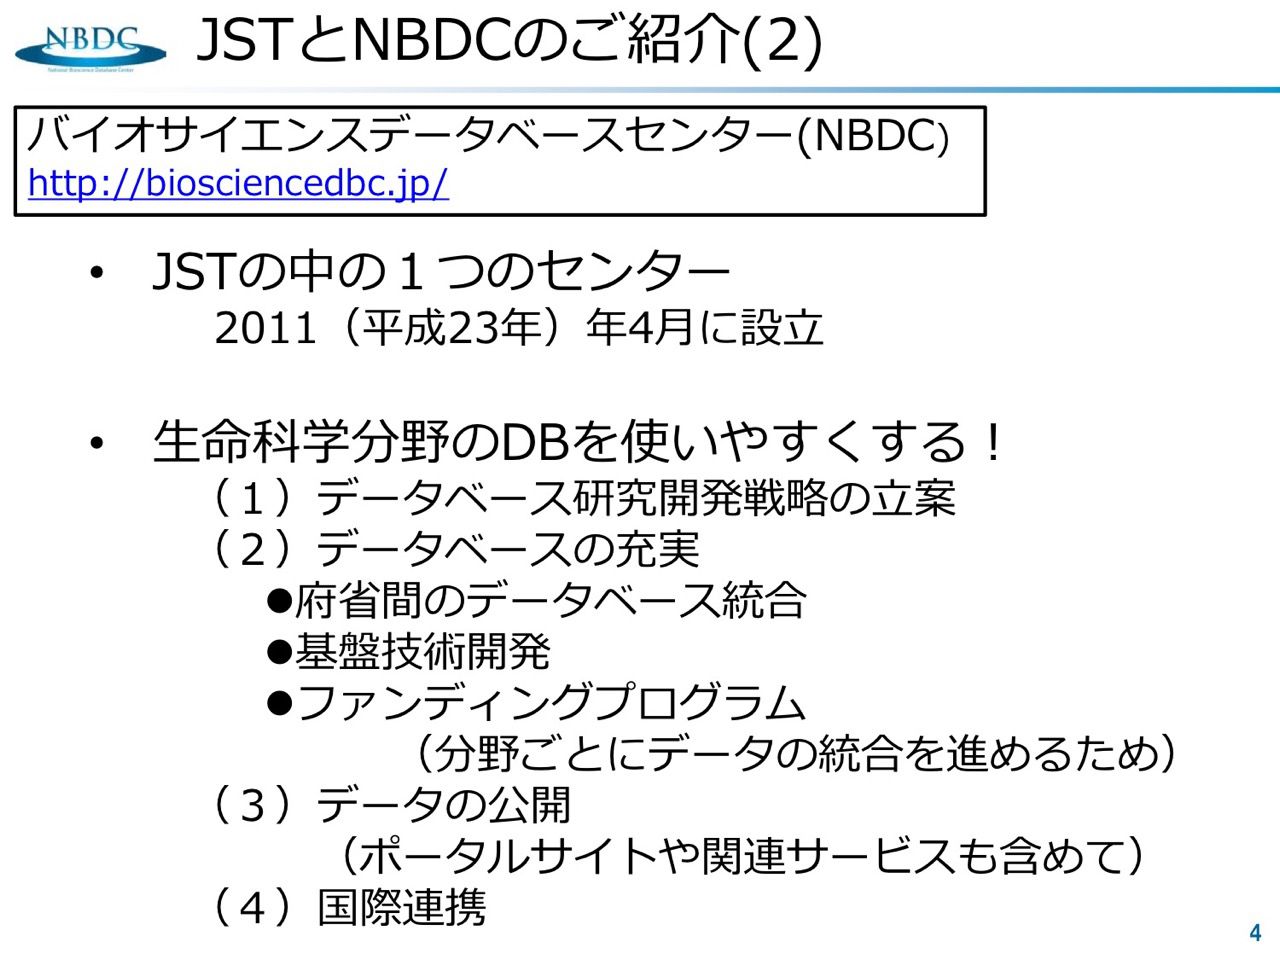 NBDC
National Bioscience Database Center
JSTとNBDCのご紹介(2)
バイオサイエンスデータベースセンター(NBDC)
http://biosciencedbc.jp/
• JSTの中の１つのセンター
2011（平成23年）年4月に設立
• 生命科学分野のDBを使いやすくする！
（１）データベース研究開発戦略の立案
（２）データベースの充実
●府省間のデータベース統合
●基盤技術開発
●ファンディングプログラム
（分野ごとにデータの統合を進めるため）
（３）データの公開
（ポータルサイトや関連サービスも含めて）
（４）国際連携
4